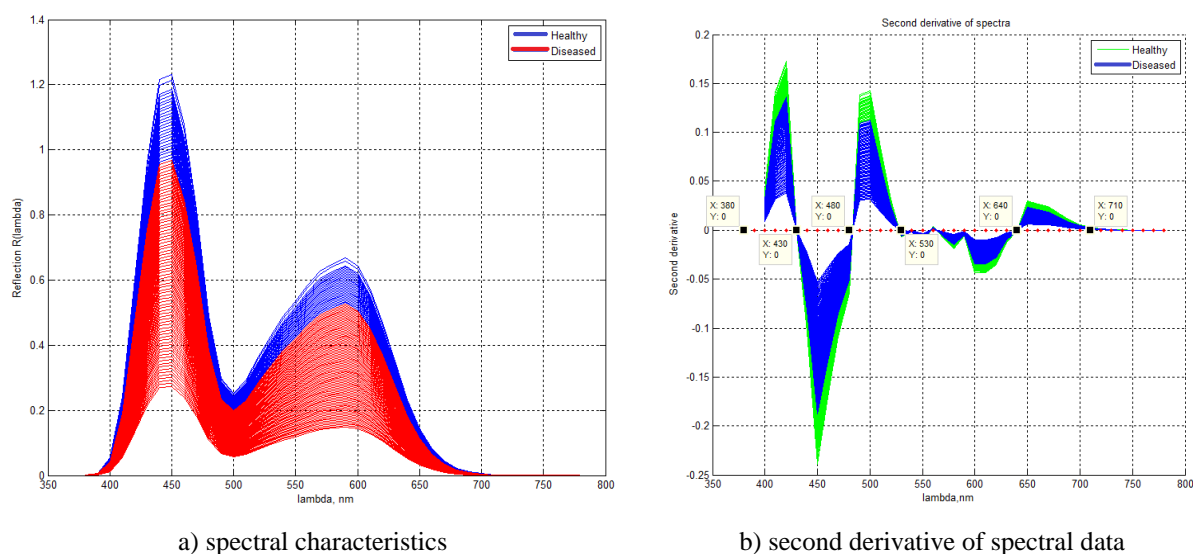 1.4
1.2
1
0.8
0.6
0.4
0.2
0
350 400 450 500 550 600 650 700 750 800
Reflection R(lambda)
lambda, nm
Healthy
Diseased
a) spectral characteristics
Second derivative of spectra
0.2
0.15
0.1
0.05
0
-0.05
-0.1
-0.15
-0.2
-0.25
350 400 450 500 550 600 650 700 750 800
Second derivative
lambda,nm
Healthy
Diseased
X: 380
Y: 0
X: 430
Y: 0
X: 480
Y: 0
X: 530
Y: 0
X: 640
Y: 0
X: 710
Y: 0
b) second derivative of spectral data